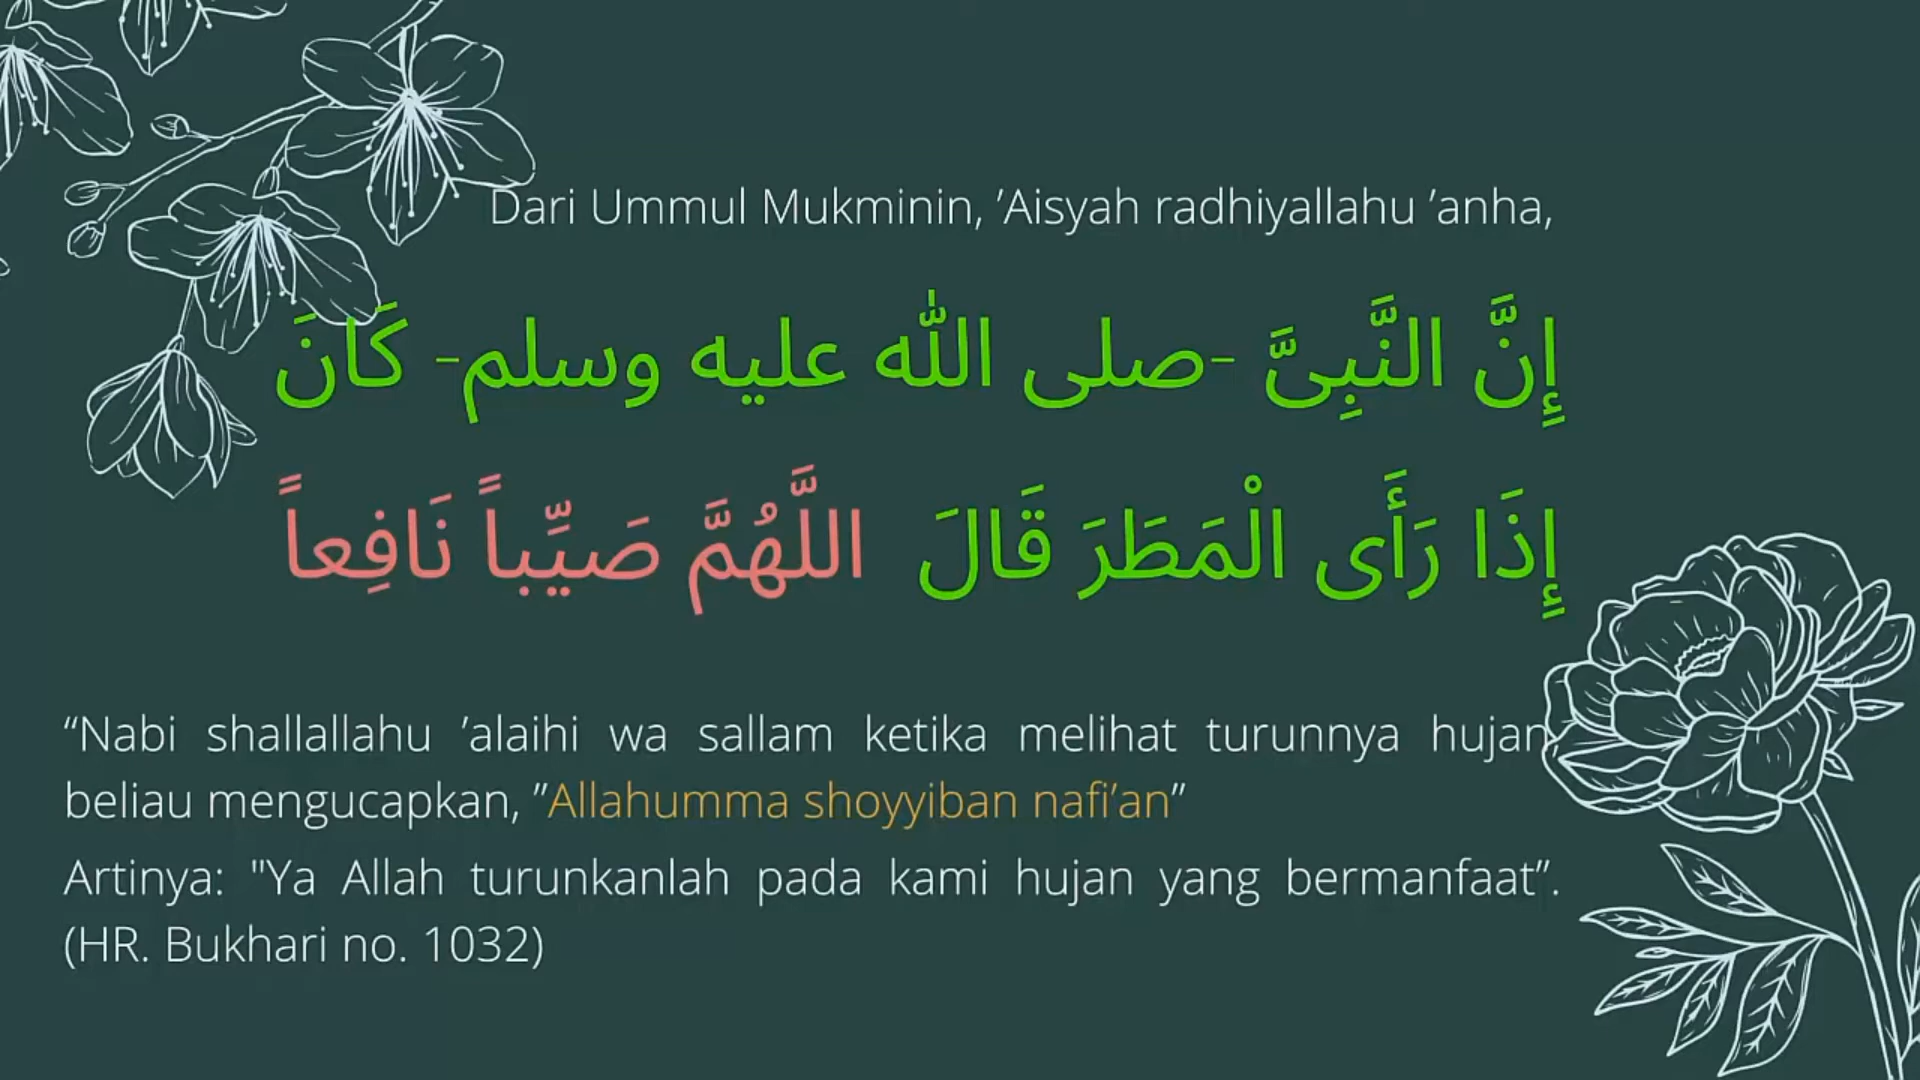 Dari Ummul Mukminin, ’Aisyah radhiyallahu ’anha,
إِنَّ النَّبِىَّ -صلى الله عليه وسلم- كَانَ
إِذَا رَأَى الْمَطَرَ قَالَ اللَّهُمَّ صَيِّباً نَافِعاً
“Nabi shallallahu ’alaihi wa sallam ketika melihat turunnya hujan,
beliau mengucapkan, ”Allahumma shoyyiban nafi’an”
Artinya: "Ya Allah turunkanlah pada kami hujan yang bermanfaat”.
(HR. Bukhari no. 1032)